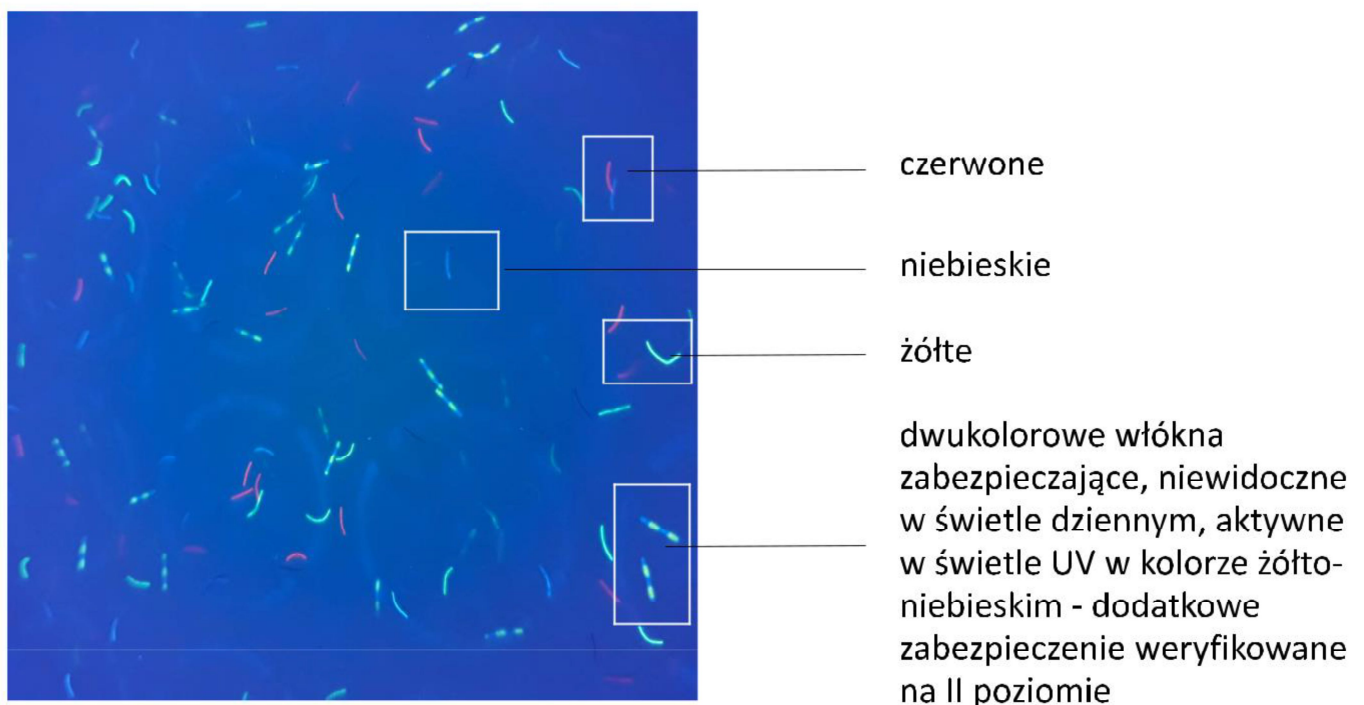 czerwone
niebieskie
żółte
dwukolorowe włókna
zabezpieczające, niewidoczne
w świetle dziennym, aktywne
w świetle UV w kolorze żółto-
niebieskim - dodatkowe
zabezpieczenie weryfikowane
na II poziomie